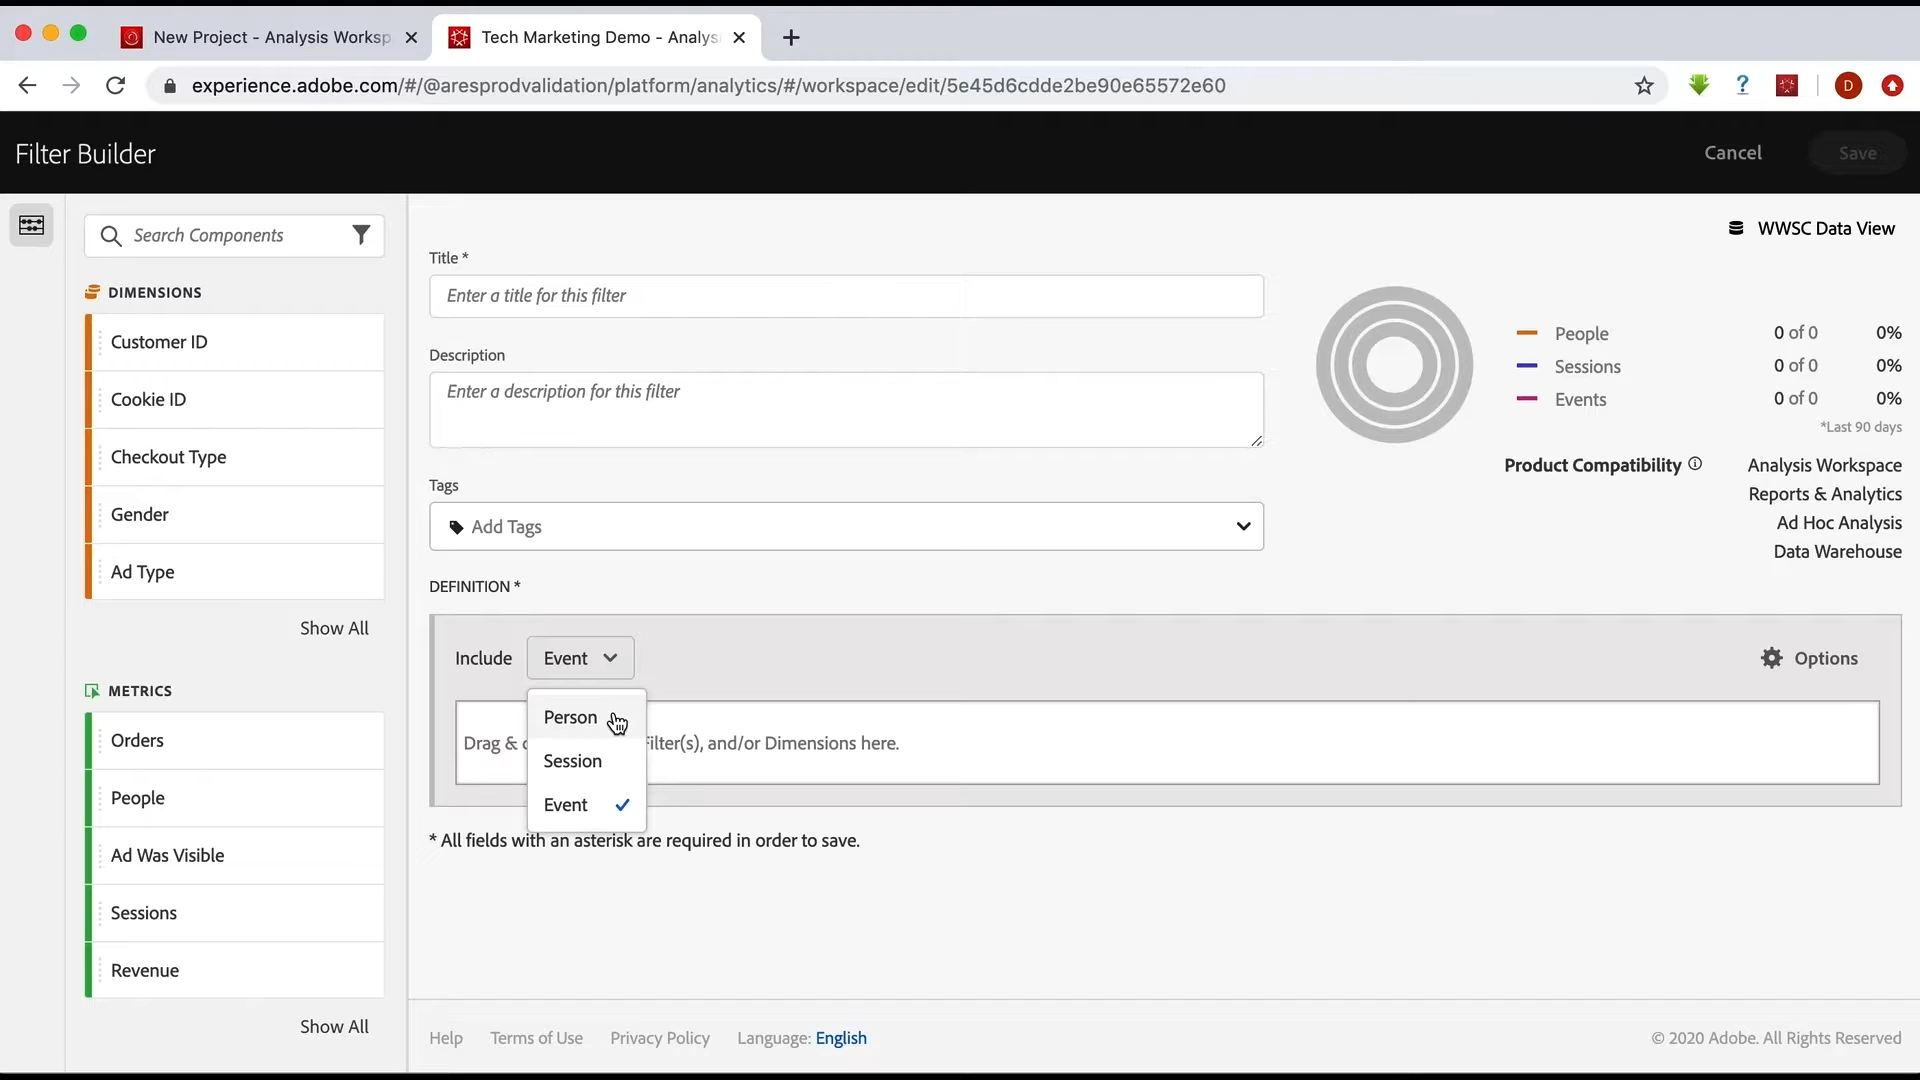 New Project - Analysis Worksp
Tech Marketing Demo - Analys
experience.adobe.com/#/@aresprodvalidation/platform/analytics/#/workspace/edit/5e45d6cdde2be90e65572e60
D
Filter Builder
Cancel
Save
Search Components
DIMENSIONS
Customer ID
Cookie ID
Checkout Type
Gender
Ad Type
Show All
METRICS
Orders
People
Ad Was Visible
Sessions
Revenue
Show All
WWSC Data View
Title *
Enter a title for this filter
Description
Enter a description for this filter
Tags
Add Tags
People 0 of 0 0%
Sessions 0 of 0 0%
Events 0 of 0 0%
*Last 90 days
Product Compatibility
Analysis Workspace
Reports & Analytics
Ad Hoc Analysis
Data Warehouse
DEFINITION *
Include Event
Options
Person
Session
Event
Drag & filter(s), and/or Dimensions here.
* All fields with an asterisk are required in order to save.
Help Terms of Use Privacy Policy Language: English
© 2020 Adobe. All Rights Reserved